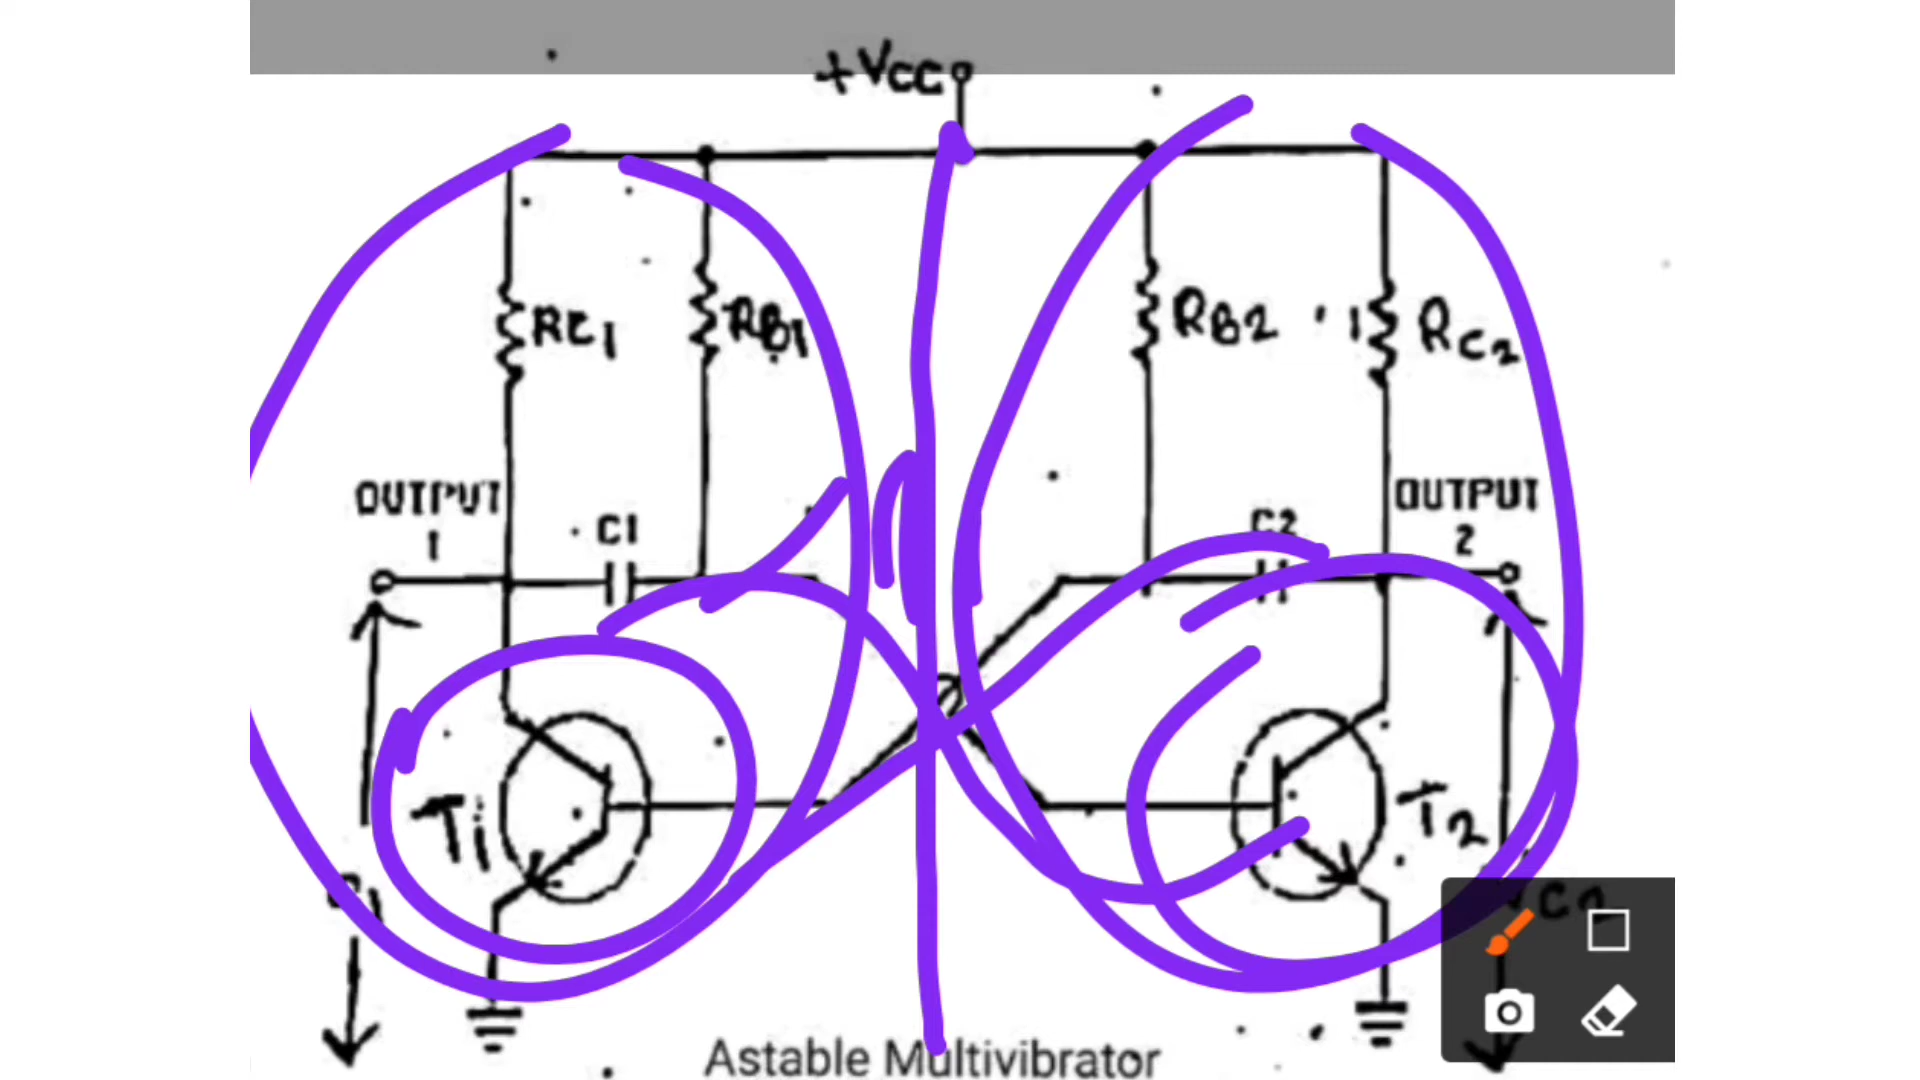 +VCC
RC1
RB1
RB2
RC2
OUTPUT
1
C1
C2
OUTPUT
2
T1
T2
Astable Multivibrator